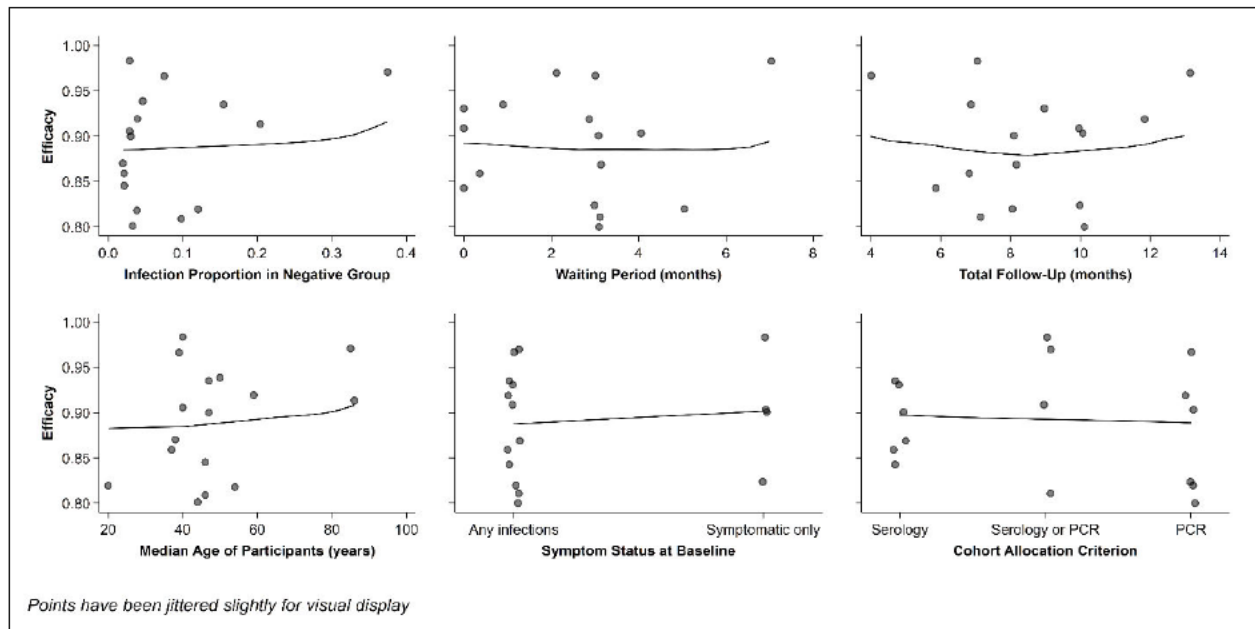 1.00
0.95
0.90
0.85
0.80
Efficacy
0.0 0.1 0.2 0.3 0.4
Infection Proportion in Negative Group
0 2 4 6 8
Waiting Period (months)
4 6 8 10 12 14
Total Follow-Up (months)
1.00
0.95
0.90
0.85
0.80
Efficacy
20 40 60 80 100
Median Age of Participants (years)
Any infections Symptomatic only
Symptom Status at Baseline
Serology Serology or PCR PCR
Cohort Allocation Criterion
Points have been jittered slightly for visual display